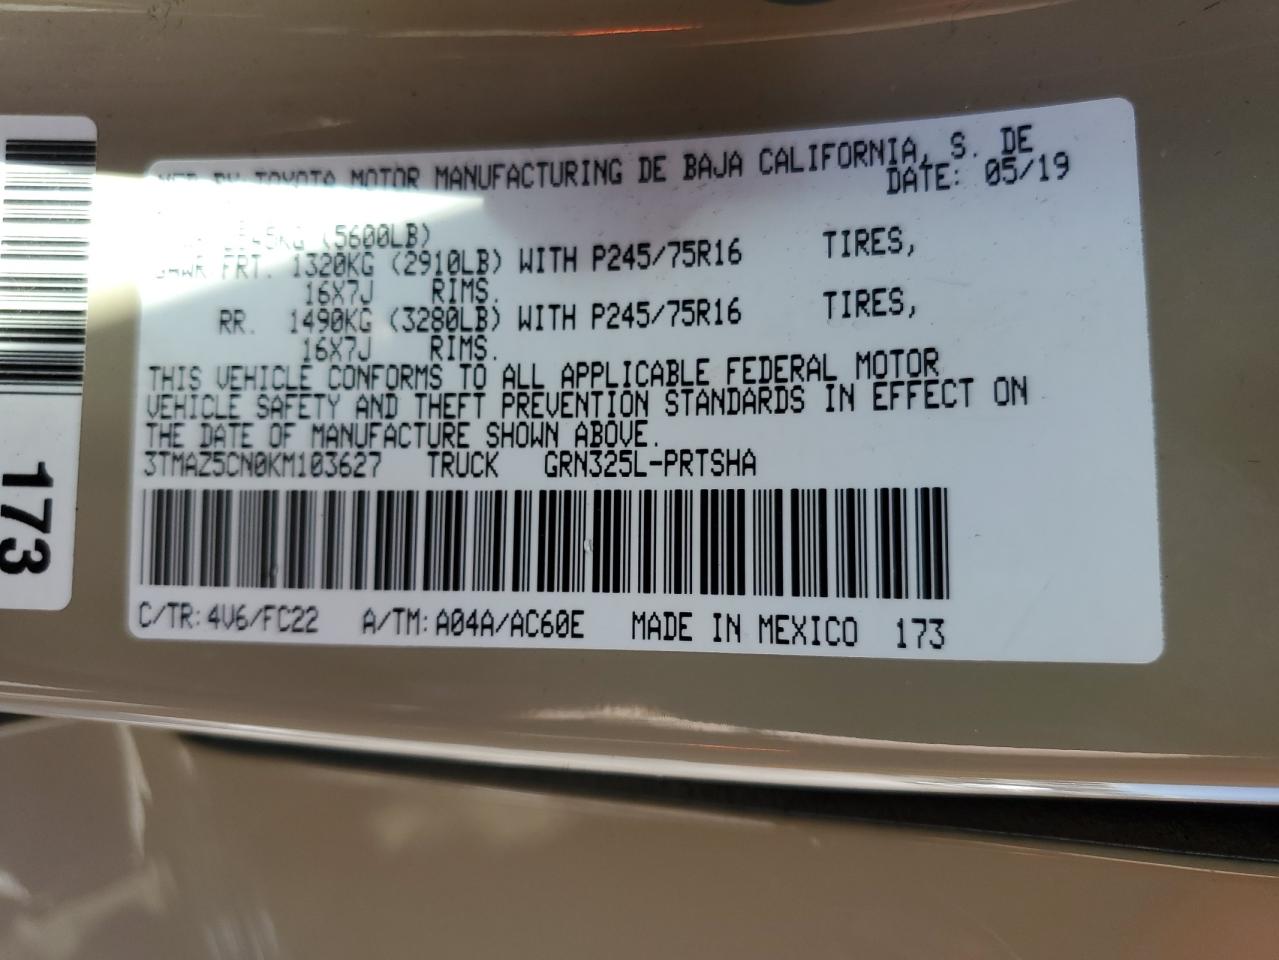 TOYOTA MOTOR MANUFACTURING DE BAJA CALIFORNIA, S. DE
DATE: 05/19
(5600LB)
FRT. 1320KG (2910LB) WITH P245/75R16 TIRES,
16X7J RIMS.
RR. 1490KG (3280LB) WITH P245/75R16 TIRES,
16X7J RIMS.
THIS VEHICLE CONFORMS TO ALL APPLICABLE FEDERAL MOTOR
VEHICLE SAFETY AND THEFT PREVENTION STANDARDS IN EFFECT ON
THE DATE OF MANUFACTURE SHOWN ABOVE.
3TMAZ5CN0KM103627 TRUCK GRN325L-PRTSHA
C/TR:4V6/FC22 A/TM:A04A/AC60E MADE IN MEXICO 173
173